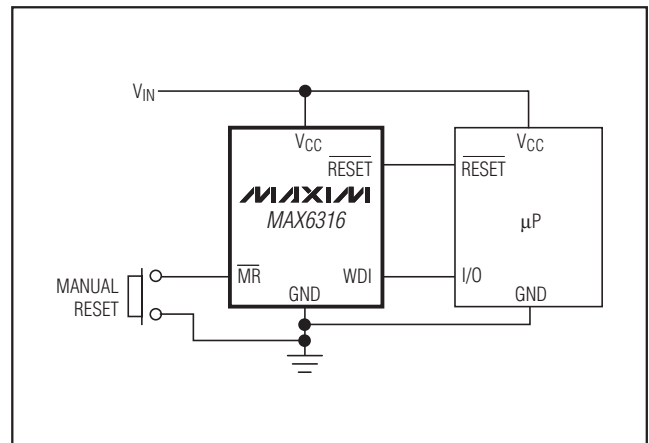 VIN
VCC
VCC
RESET
RESET
MAXIM
MAX6316
µP
MANUAL
RESET
MR
WDI
I/O
GND
GND